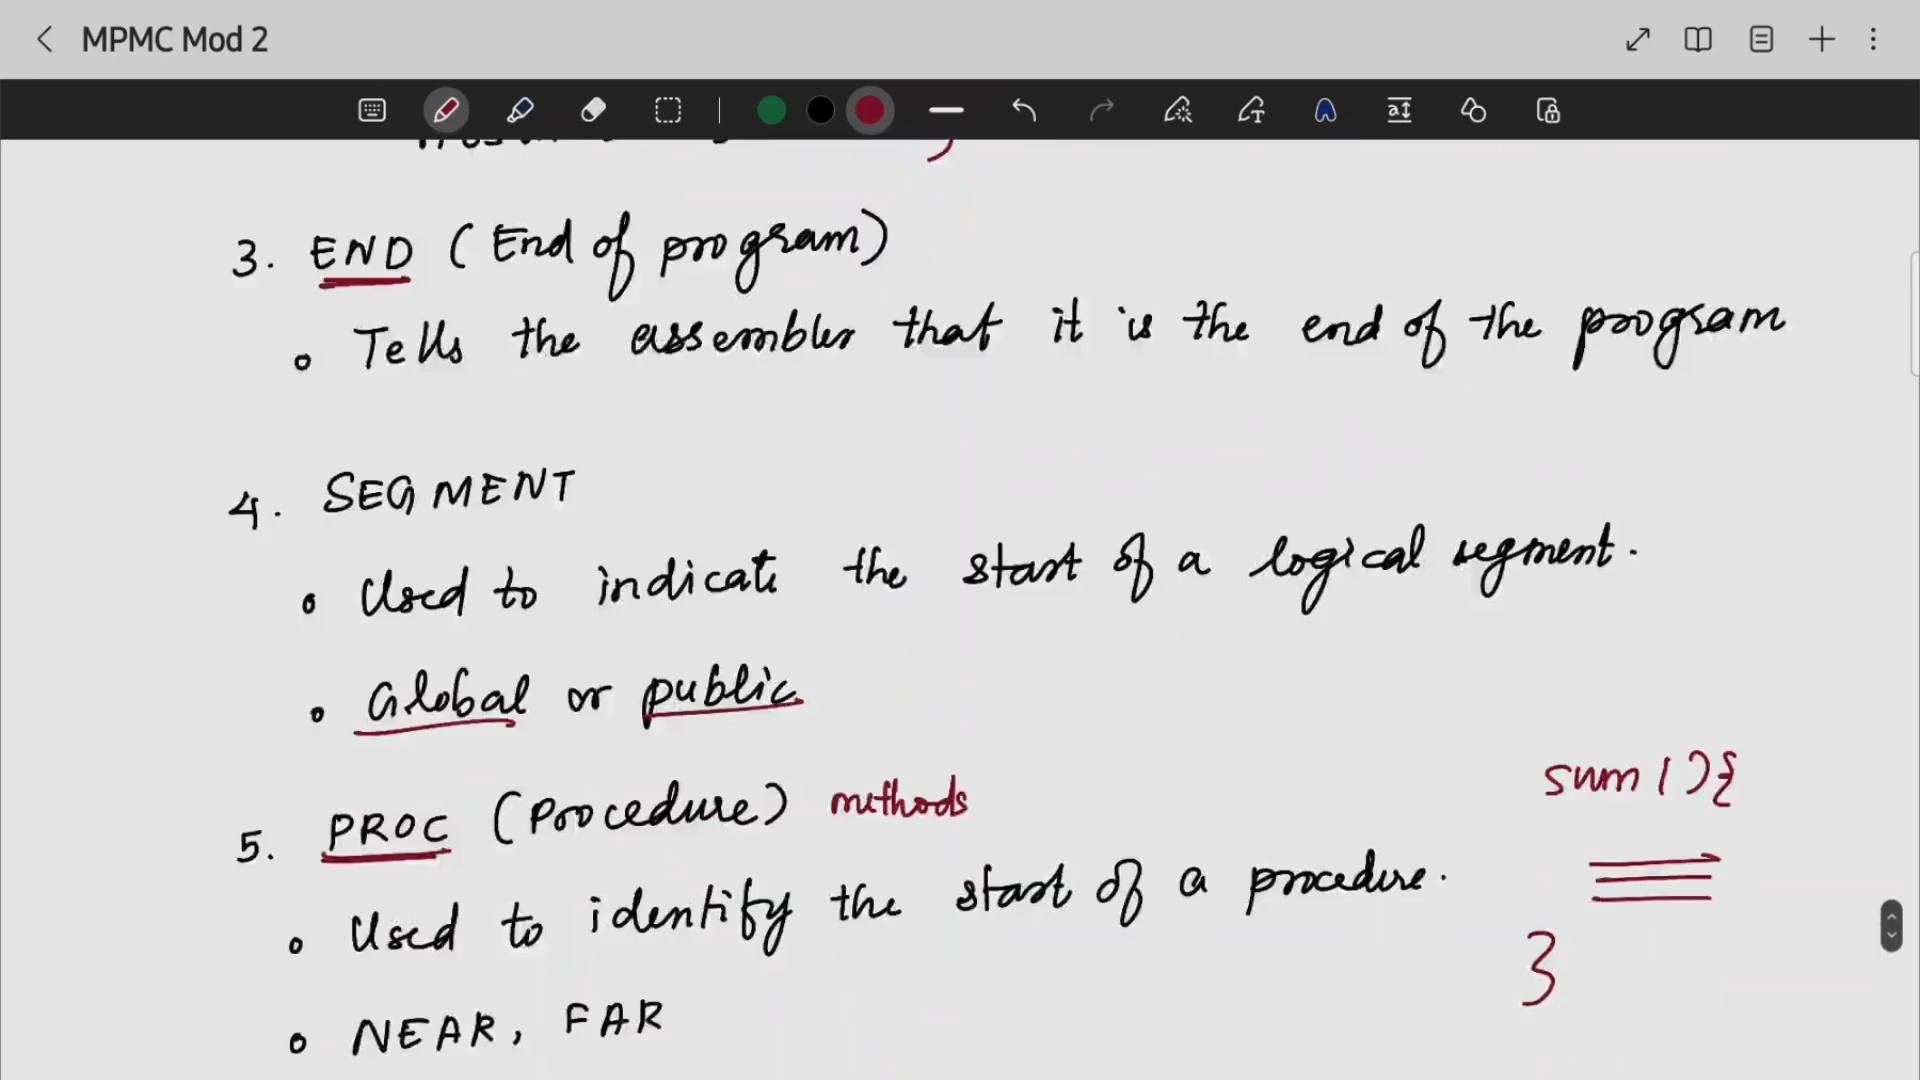 MPMC Mod 2
3. END (End of program)
• Tells the assembler that it is the end of the program
4. SEGMENT
• Used to indicate the start of a logical segment.
• Global or public
5. PROC (Procedure) methods
sum(){
• Used to identify the start of a procedure.
}
• NEAR, FAR